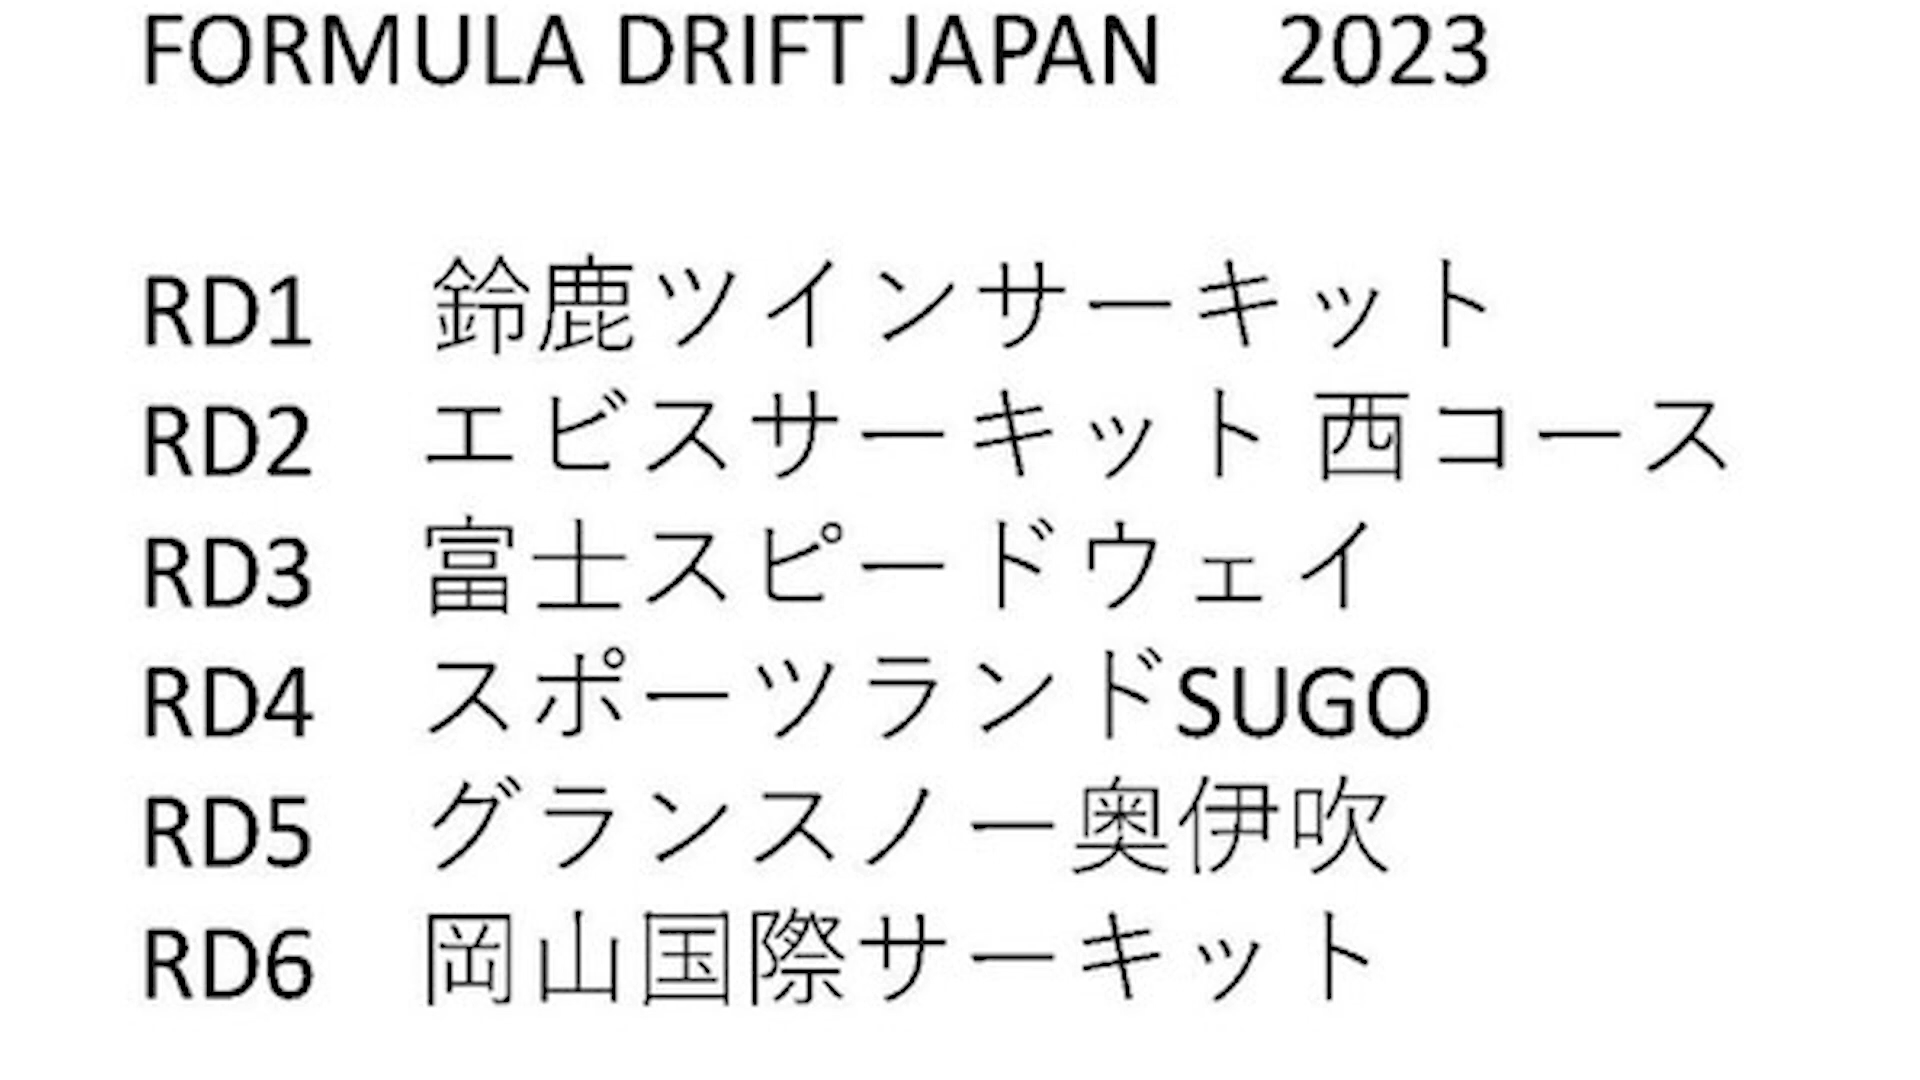 FORMULA DRIFT JAPAN　2023
RD1　鈴鹿ツインサーキット
RD2　エビスサーキット 西コース
RD3　富士スピードウェイ
RD4　スポーツランドSUGO
RD5　グランスノー奥伊吹
RD6　岡山国際サーキット